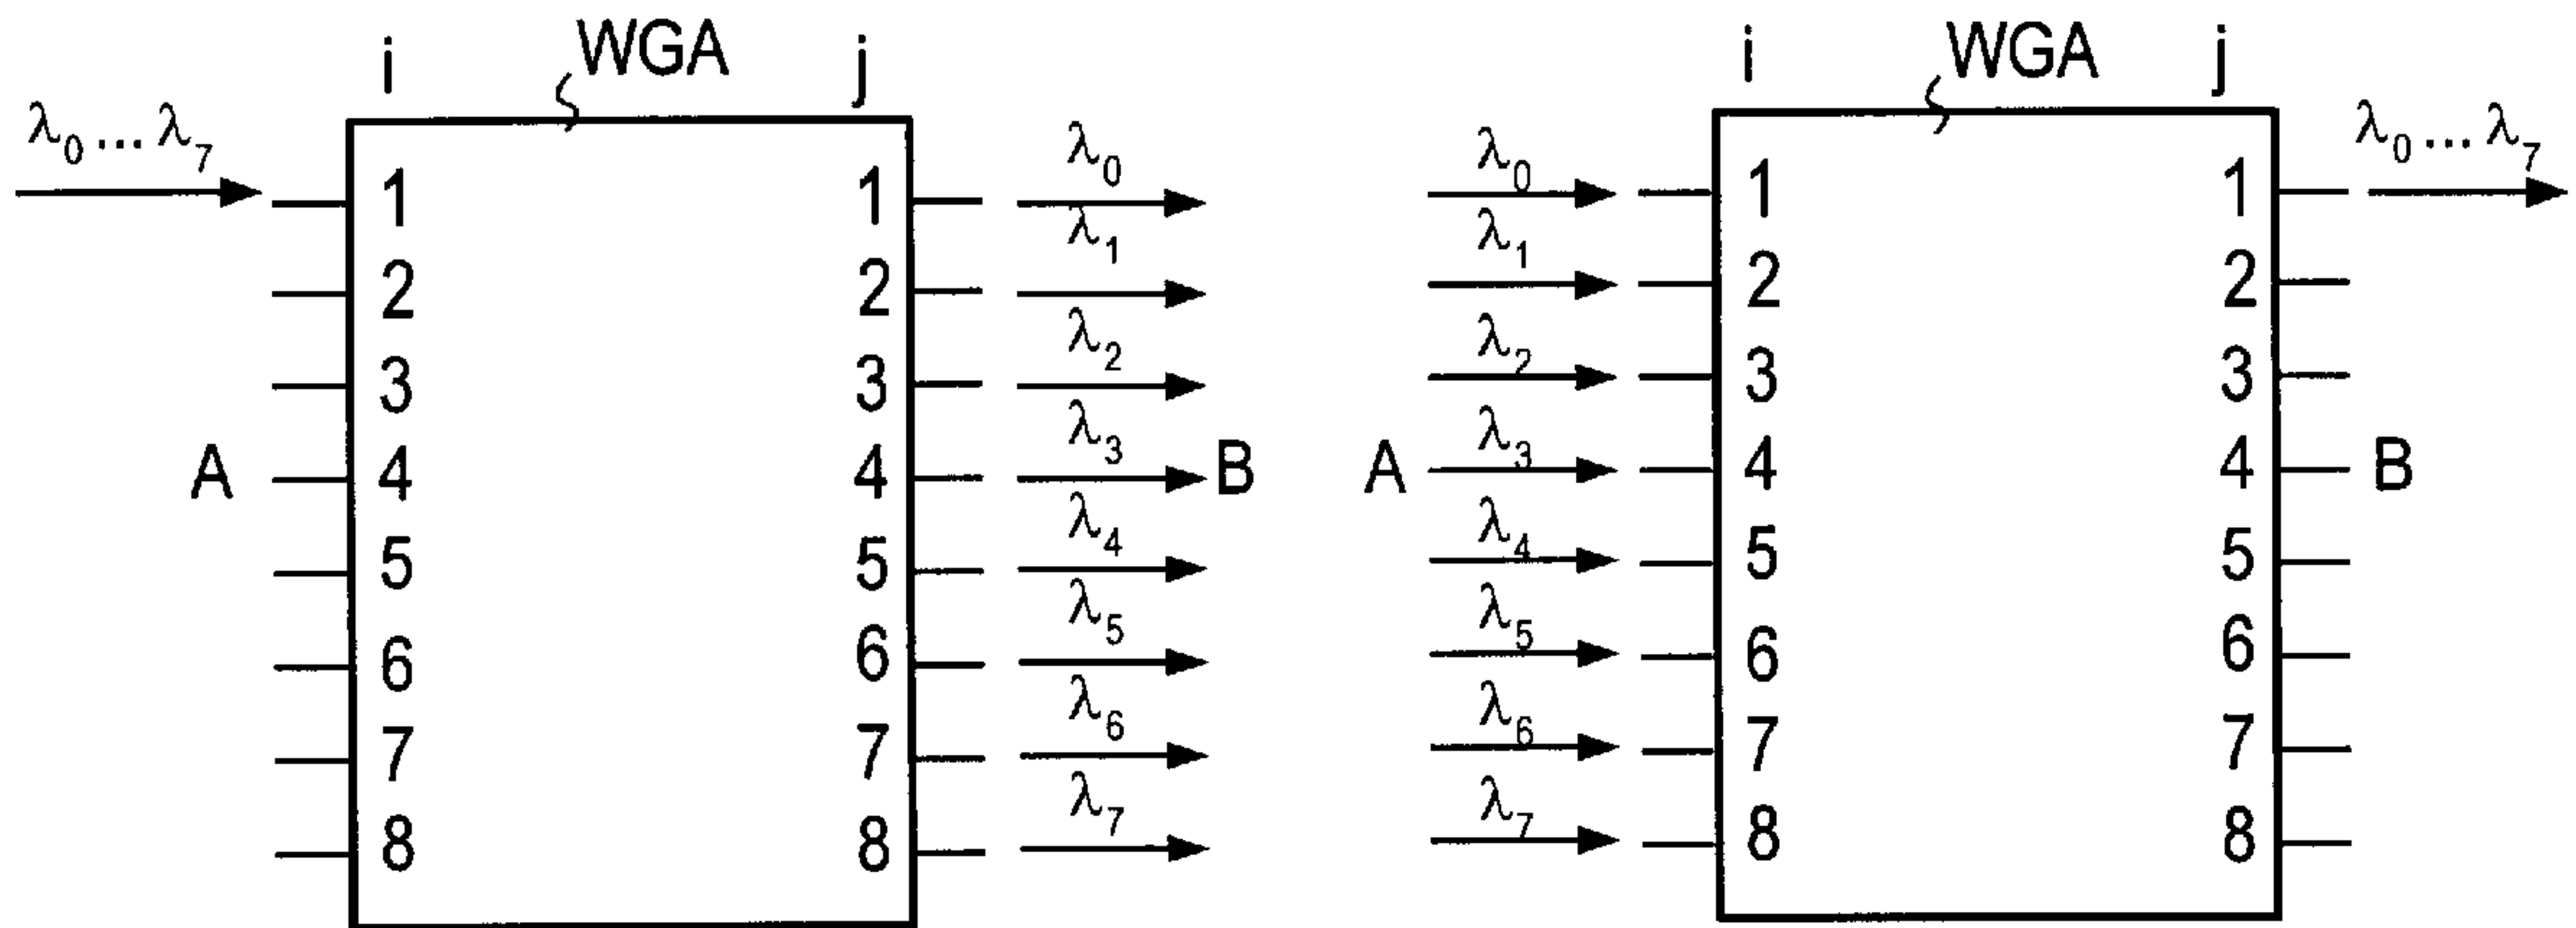 i WGA j
λ0 ... λ7
1 1 λ0
λ1
2 2
3 3 λ2
A 4 4 λ3 B
5 5 λ4
6 6 λ5
7 7 λ6
8 8 λ7
i WGA j
λ0 1 1 λ0 ... λ7
λ1 2 2
λ2 3 3
A λ3 4 4 B
λ4 5 5
λ5 6 6
λ6 7 7
λ7 8 8